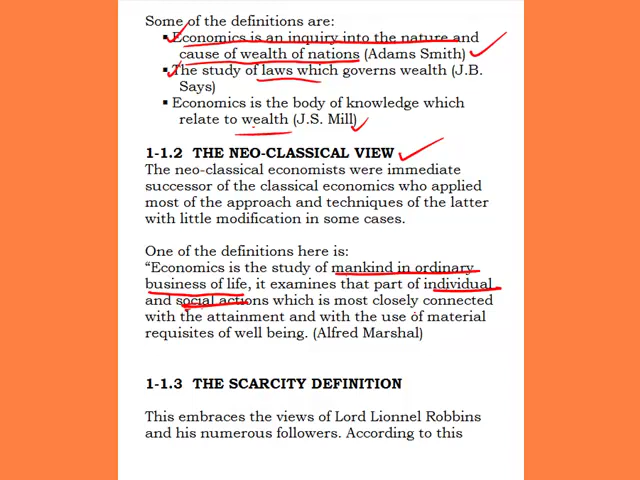 Some of the definitions are:
▪ Economics is an inquiry into the nature and
cause of wealth of nations (Adams Smith)
▪ The study of laws which governs wealth (J.B.
Says)
▪ Economics is the body of knowledge which
relate to wealth (J.S. Mill)
1-1.2 THE NEO-CLASSICAL VIEW
The neo-classical economists were immediate
successor of the classical economics who applied
most of the approach and techniques of the latter
with little modification in some cases.
One of the definitions here is:
“Economics is the study of mankind in ordinary
business of life, it examines that part of individual
and social actions which is most closely connected
with the attainment and with the use of material
requisites of well being. (Alfred Marshal)
1-1.3 THE SCARCITY DEFINITION
This embraces the views of Lord Lionnel Robbins
and his numerous followers. According to this